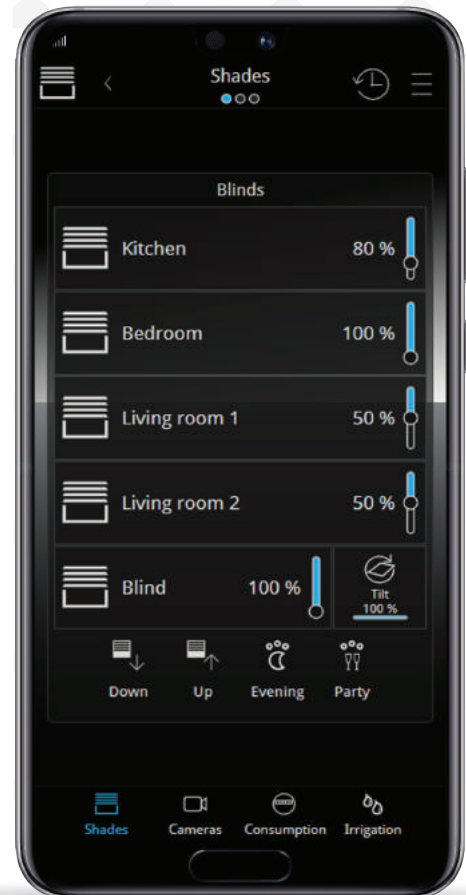 Shades
Blinds
Kitchen 80 %
Bedroom 100 %
Living room 1 50 %
Living room 2 50 %
Blind 100 %
Tilt
100 %
Down Up Evening Party
Shades Cameras Consumption Irrigation